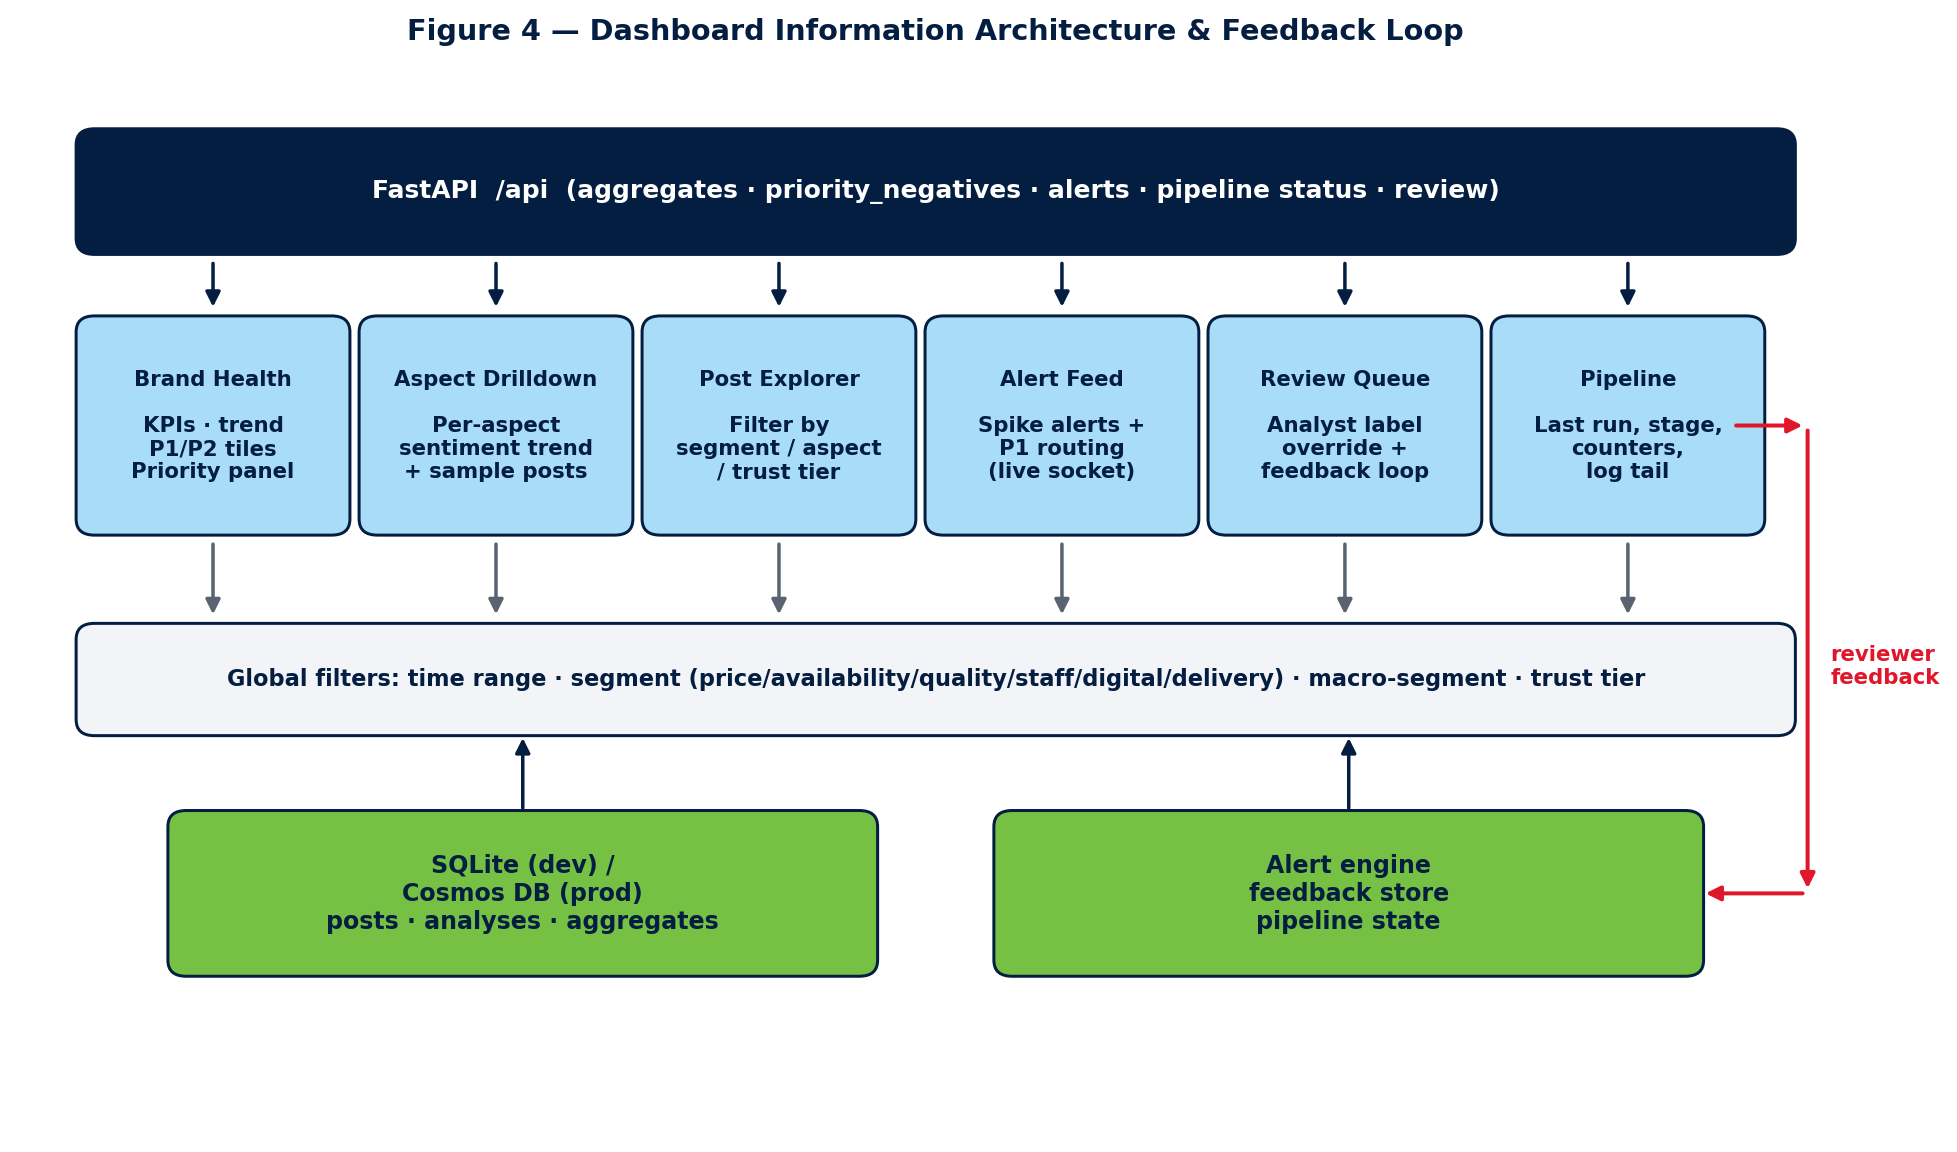 Figure 4 — Dashboard Information Architecture & Feedback Loop
FastAPI /api (aggregates · priority_negatives · alerts · pipeline status · review)
Brand Health
KPIs · trend
P1/P2 tiles
Priority panel
Aspect Drilldown
Per-aspect
sentiment trend
+ sample posts
Post Explorer
Filter by
segment / aspect
/ trust tier
Alert Feed
Spike alerts +
P1 routing
(live socket)
Review Queue
Analyst label
override +
feedback loop
Pipeline
Last run, stage,
counters,
log tail
Global filters: time range · segment (price/availability/quality/staff/digital/delivery) · macro-segment · trust tier
reviewer
feedback
SQLite (dev) /
Cosmos DB (prod)
posts · analyses · aggregates
Alert engine
feedback store
pipeline state